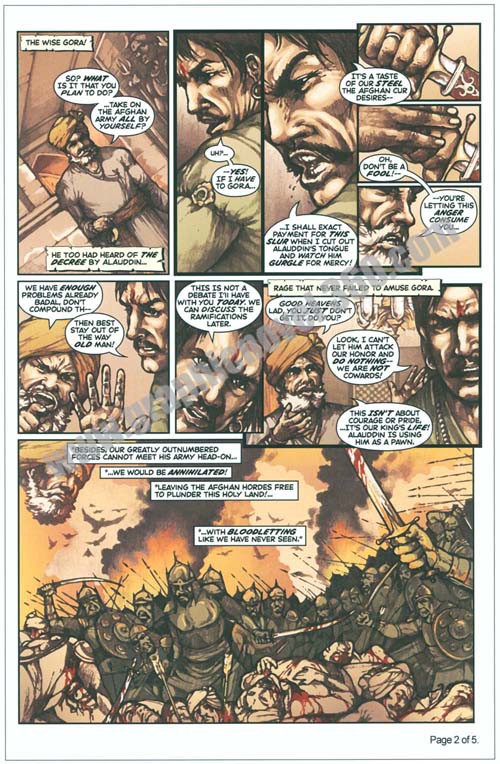 THE WISE GORA!
SO? WHAT
IS IT THAT YOU
PLAN TO DO?
...TAKE ON
THE AFGHAN
ARMY ALL BY
YOURSELF?
HE TOO HAD HEARD OF THE
DECREE BY ALAUDDIN...
UH?...
--YES!
IF I HAVE
TO GORA...
...I SHALL EXACT
PAYMENT FOR THIS
SLUR WHEN I CUT OUT
ALAUDDIN'S TONGUE
AND WATCH HIM
GURGLE FOR MERCY!
IT'S A TASTE
OF OUR STEEL
THE AFGHAN CUR
DESIRES--
OH,
DON'T BE A
FOOL!--
--YOU'RE
LETTING THIS
ANGER
CONSUME
YOU...
WE HAVE ENOUGH
PROBLEMS ALREADY
BADAL, DON'T
COMPOUND TH--
THEN BEST
STAY OUT OF
THE WAY
OLD MAN!
THIS IS NOT A
DEBATE I'LL HAVE
WITH YOU TODAY. WE
CAN DISCUSS THE
RAMIFICATIONS
LATER.
RAGE THAT NEVER FAILED TO AMUSE GORA.
GOOD HEAVENS
LAD, YOU JUST DON'T
GET IT DO YOU?
LOOK, I CAN'T
LET HIM ATTACK
OUR HONOR AND
DO NOTHING--
WE ARE NOT
COWARDS!
THIS ISN'T ABOUT
COURAGE OR PRIDE.
...IT'S OUR KING'S LIFE!
ALAUDDIN IS USING
HIM AS A PAWN.
"BESIDES, OUR GREATLY OUTNUMBERED
FORCES CANNOT MEET HIS ARMY HEAD-ON...
"...WE WOULD BE ANNIHILATED!
"LEAVING THE AFGHAN HORDES FREE
TO PLUNDER THIS HOLY LAND!...
"...WITH BLOODLETTING
LIKE WE HAVE NEVER SEEN."
Page 2 of 5.